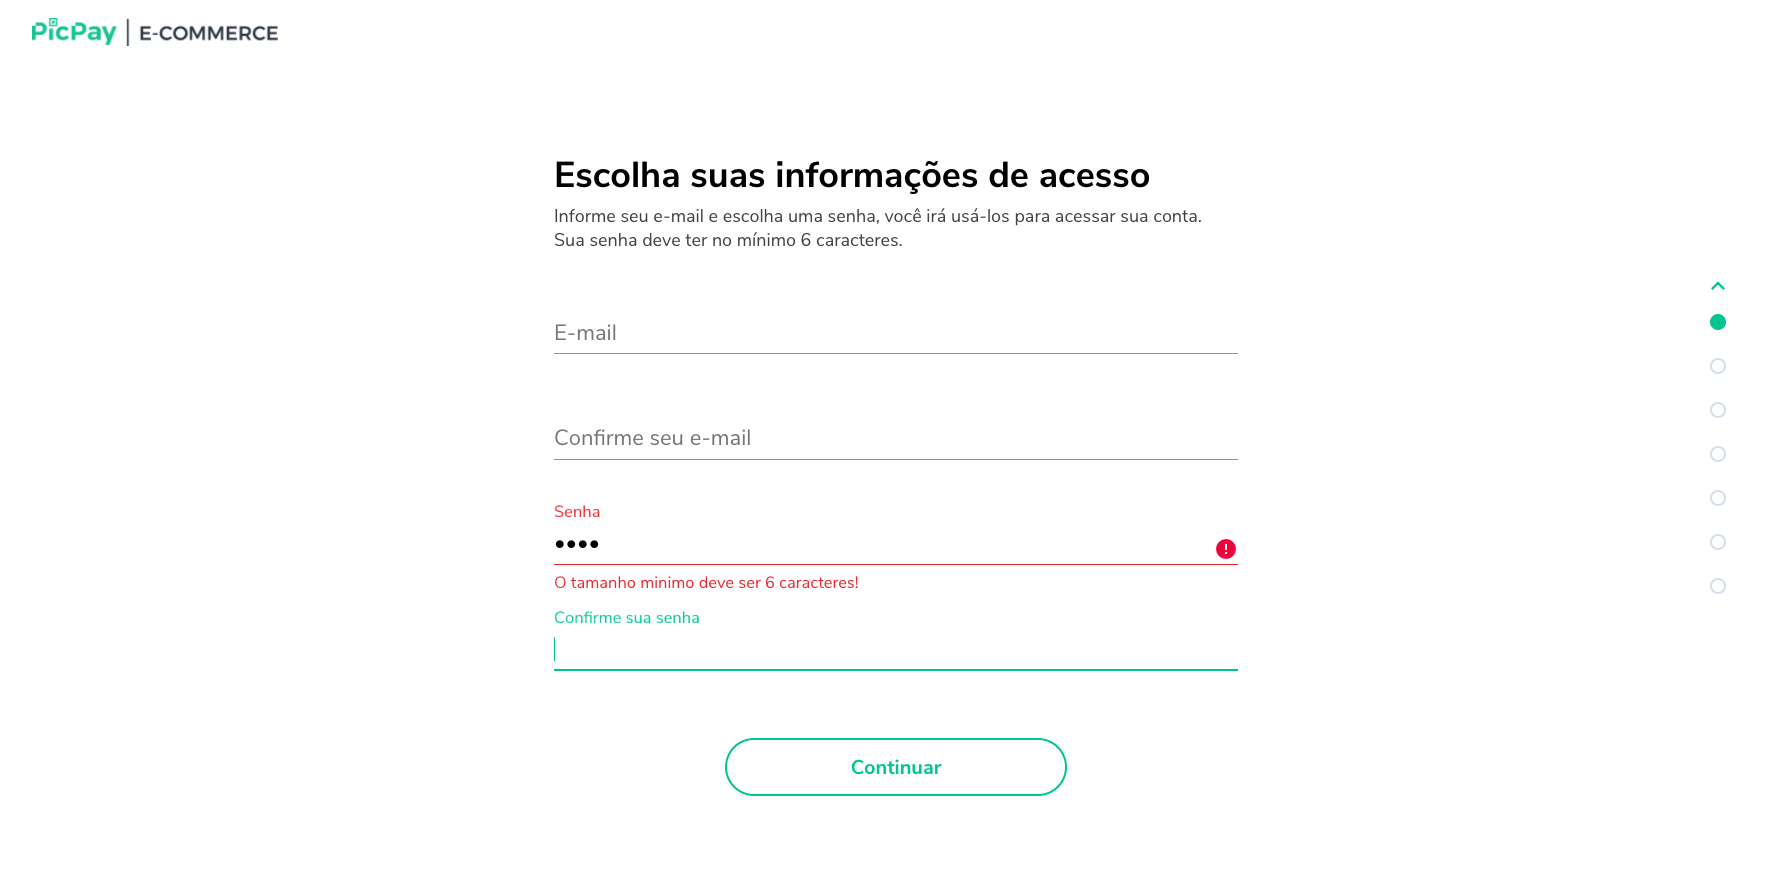 PicPay | E-COMMERCE
Escolha suas informações de acesso
Informe seu e-mail e escolha uma senha, você irá usá-los para acessar sua conta.
Sua senha deve ter no mínimo 6 caracteres.
E-mail
Confirme seu e-mail
Senha
••••
O tamanho minimo deve ser 6 caracteres!
Confirme sua senha
Continuar